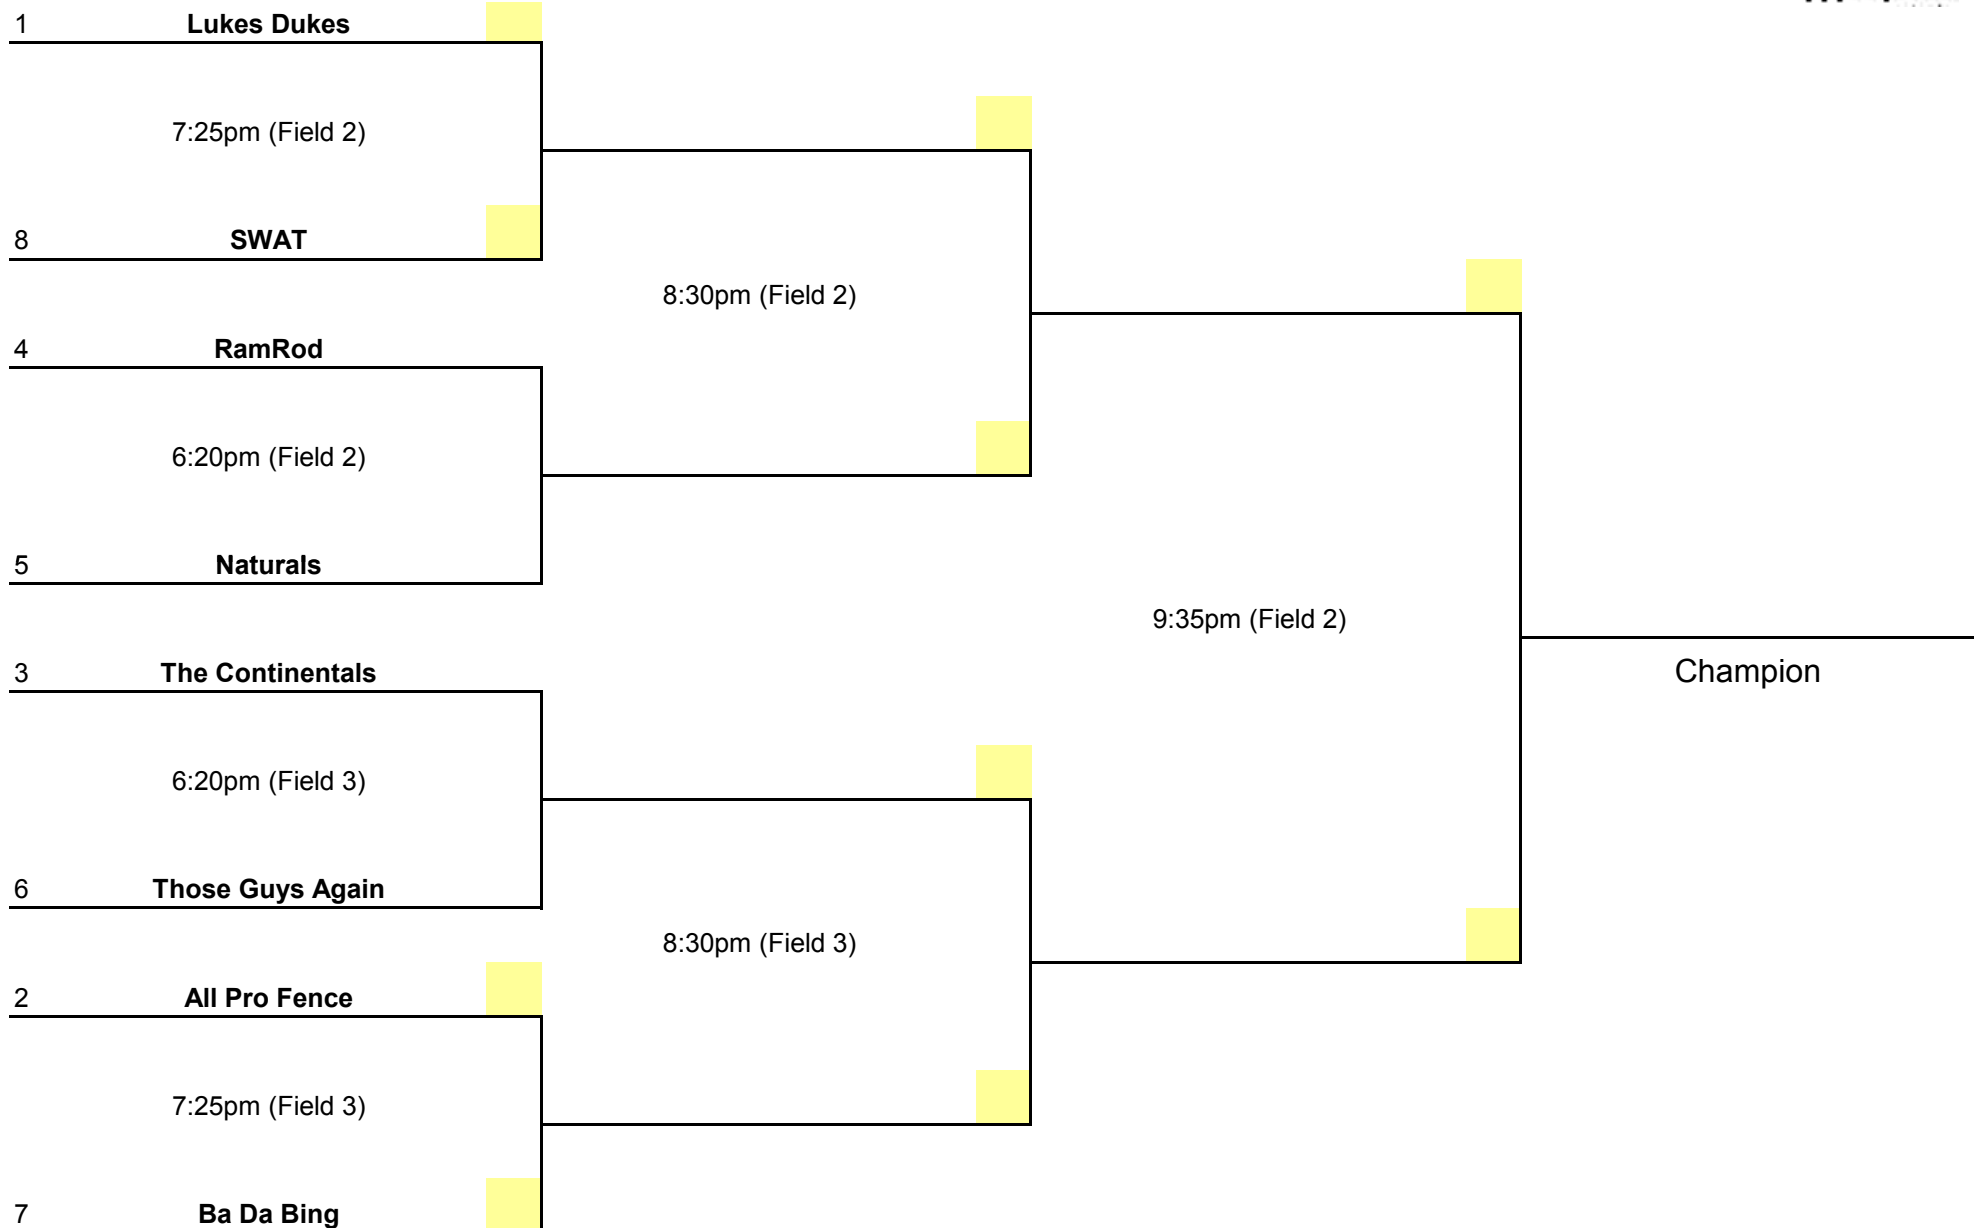 1 Lukes Dukes
7:25pm (Field 2)
8 SWAT
8:30pm (Field 2)
4 RamRod
6:20pm (Field 2)
5 Naturals
9:35pm (Field 2)
3 The Continentals
Champion
6:20pm (Field 3)
6 Those Guys Again
8:30pm (Field 3)
2 All Pro Fence
7:25pm (Field 3)
7 Ba Da Bing